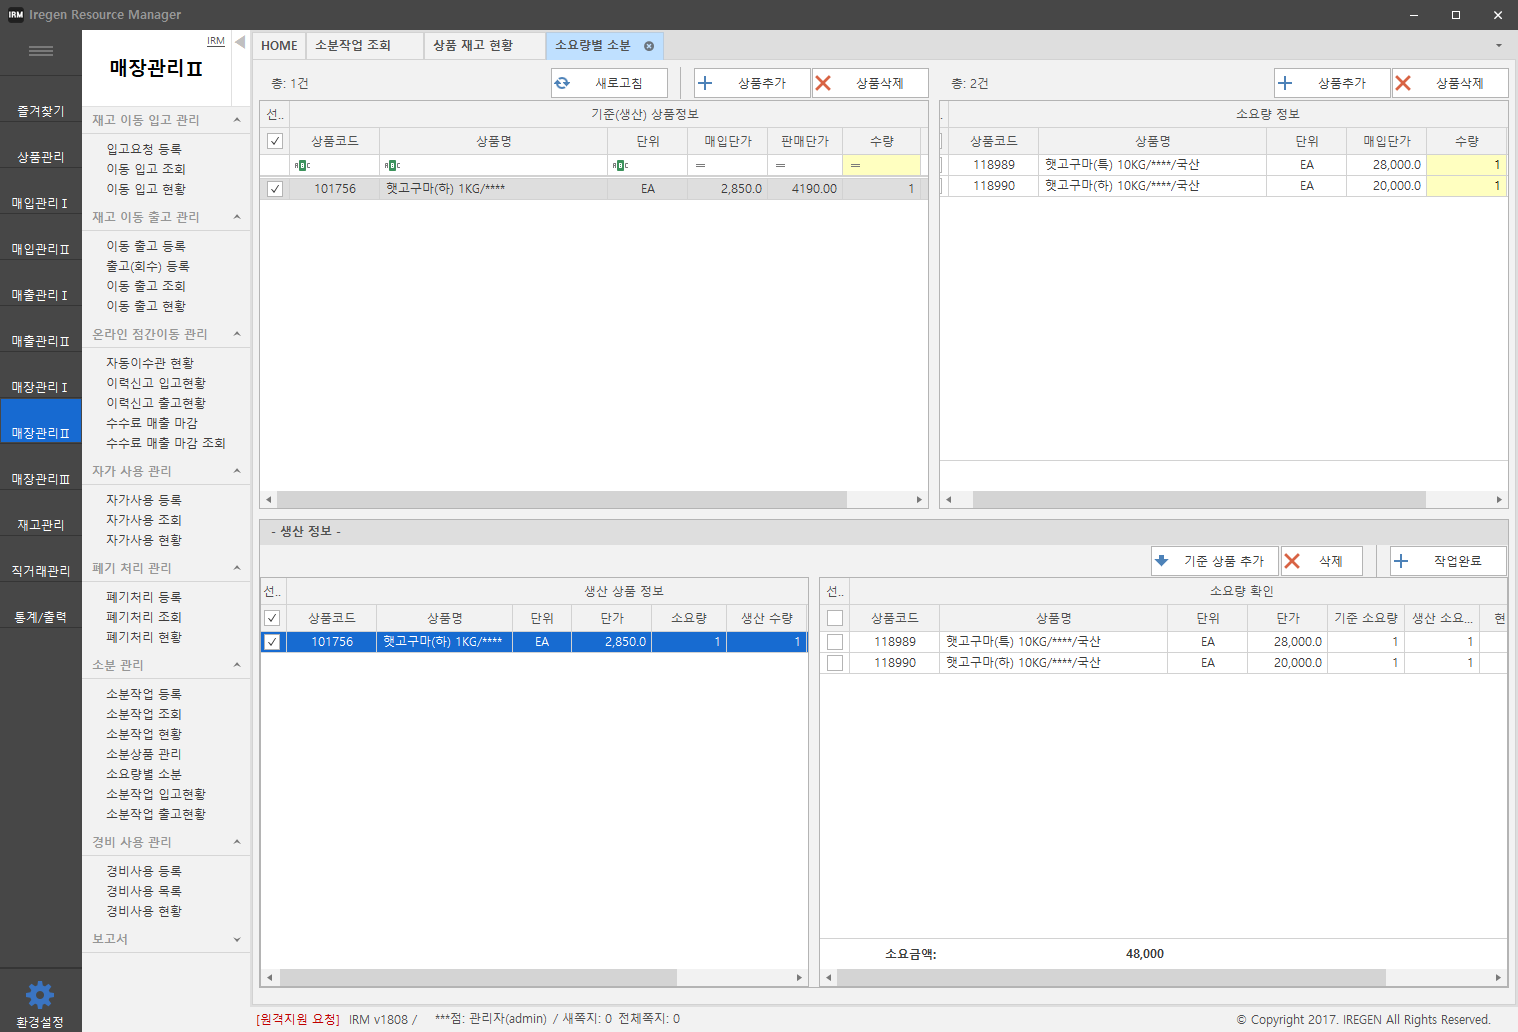 IRM Iregen Resource Manager
즐겨찾기
상품관리
매입관리Ⅰ
매입관리Ⅱ
매출관리Ⅰ
매출관리Ⅱ
매장관리Ⅰ
매장관리Ⅱ
매장관리Ⅲ
재고관리
직거래관리
통계/출력
환경설정
IRM
매장관리Ⅱ
재고 이동 입고 관리
입고요청 등록
이동 입고 조회
이동 입고 현황
재고 이동 출고 관리
이동 출고 등록
출고(회수) 등록
이동 출고 조회
이동 출고 현황
온라인 점간이동 관리
자동이수관 현황
이력신고 입고현황
이력신고 출고현황
수수료 매출 마감
수수료 매출 마감 조회
자가 사용 관리
자가사용 등록
자가사용 조회
자가사용 현황
폐기 처리 관리
폐기처리 등록
폐기처리 조회
폐기처리 현황
소분 관리
소분작업 등록
소분작업 조회
소분작업 현황
소분상품 관리
소요량별 소분
소분작업 입고현황
소분작업 출고현황
경비 사용 관리
경비사용 등록
경비사용 목록
경비사용 현황
보고서
HOME 소분작업 조회 상품 재고 현황 소요량별 소분
총: 1건 새로고침 상품추가 상품삭제
선.. 기준(생산) 상품정보
상품코드 상품명 단위 매입단가 판매단가 수량
ABC ABC ABC = = =
101756 햇고구마(하) 1KG/**** EA 2,850.0 4190.00 1
총: 2건 상품추가 상품삭제
. 소요량 정보
상품코드 상품명 단위 매입단가 수량
118989 햇고구마(특) 10KG/****/국산 EA 28,000.0 1
118990 햇고구마(하) 10KG/****/국산 EA 20,000.0 1
- 생산 정보 -
기준 상품 추가 삭제 작업완료
선.. 생산 상품 정보
상품코드 상품명 단위 단가 소요량 생산 수량
101756 햇고구마(하) 1KG/**** EA 2,850.0 1 1
선.. 소요량 확인
상품코드 상품명 단위 단가 기준 소요량 생산 소요... 현
118989 햇고구마(특) 10KG/****/국산 EA 28,000.0 1 1
118990 햇고구마(하) 10KG/****/국산 EA 20,000.0 1 1
소요금액: 48,000
[원격지원 요청] IRM v1808 / ***점: 관리자(admin) / 새쪽지: 0 전체쪽지: 0
© Copyright 2017. IREGEN All Rights Reserved.